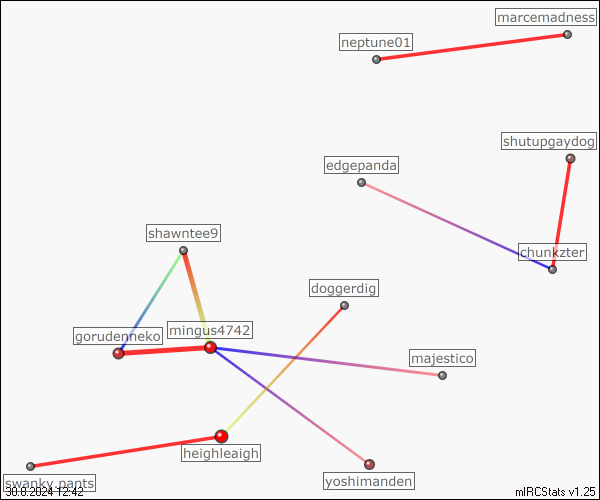 marcemadness
neptune01
shutupgaydog
edgepanda
shawntee9
chunkzter
doggerdig
mingus4742
gorudenneko
majestico
heighleaigh
swanky.pants
yoshimanden
30.8.2024 12:42
mIRCStats v1.25